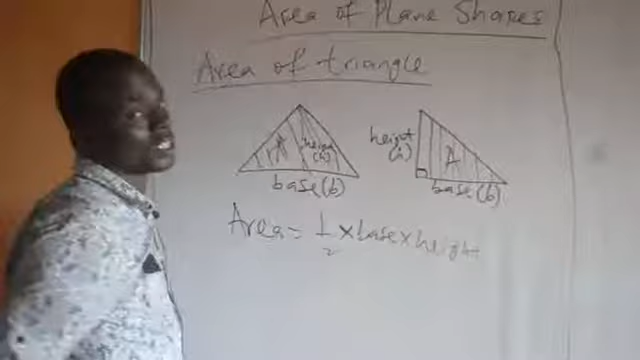 Area of Plane Shapes
Area of triangle
A
height
(h)
base(b)
height
(h)
A
base(b)
Area = 1/2 × base × height